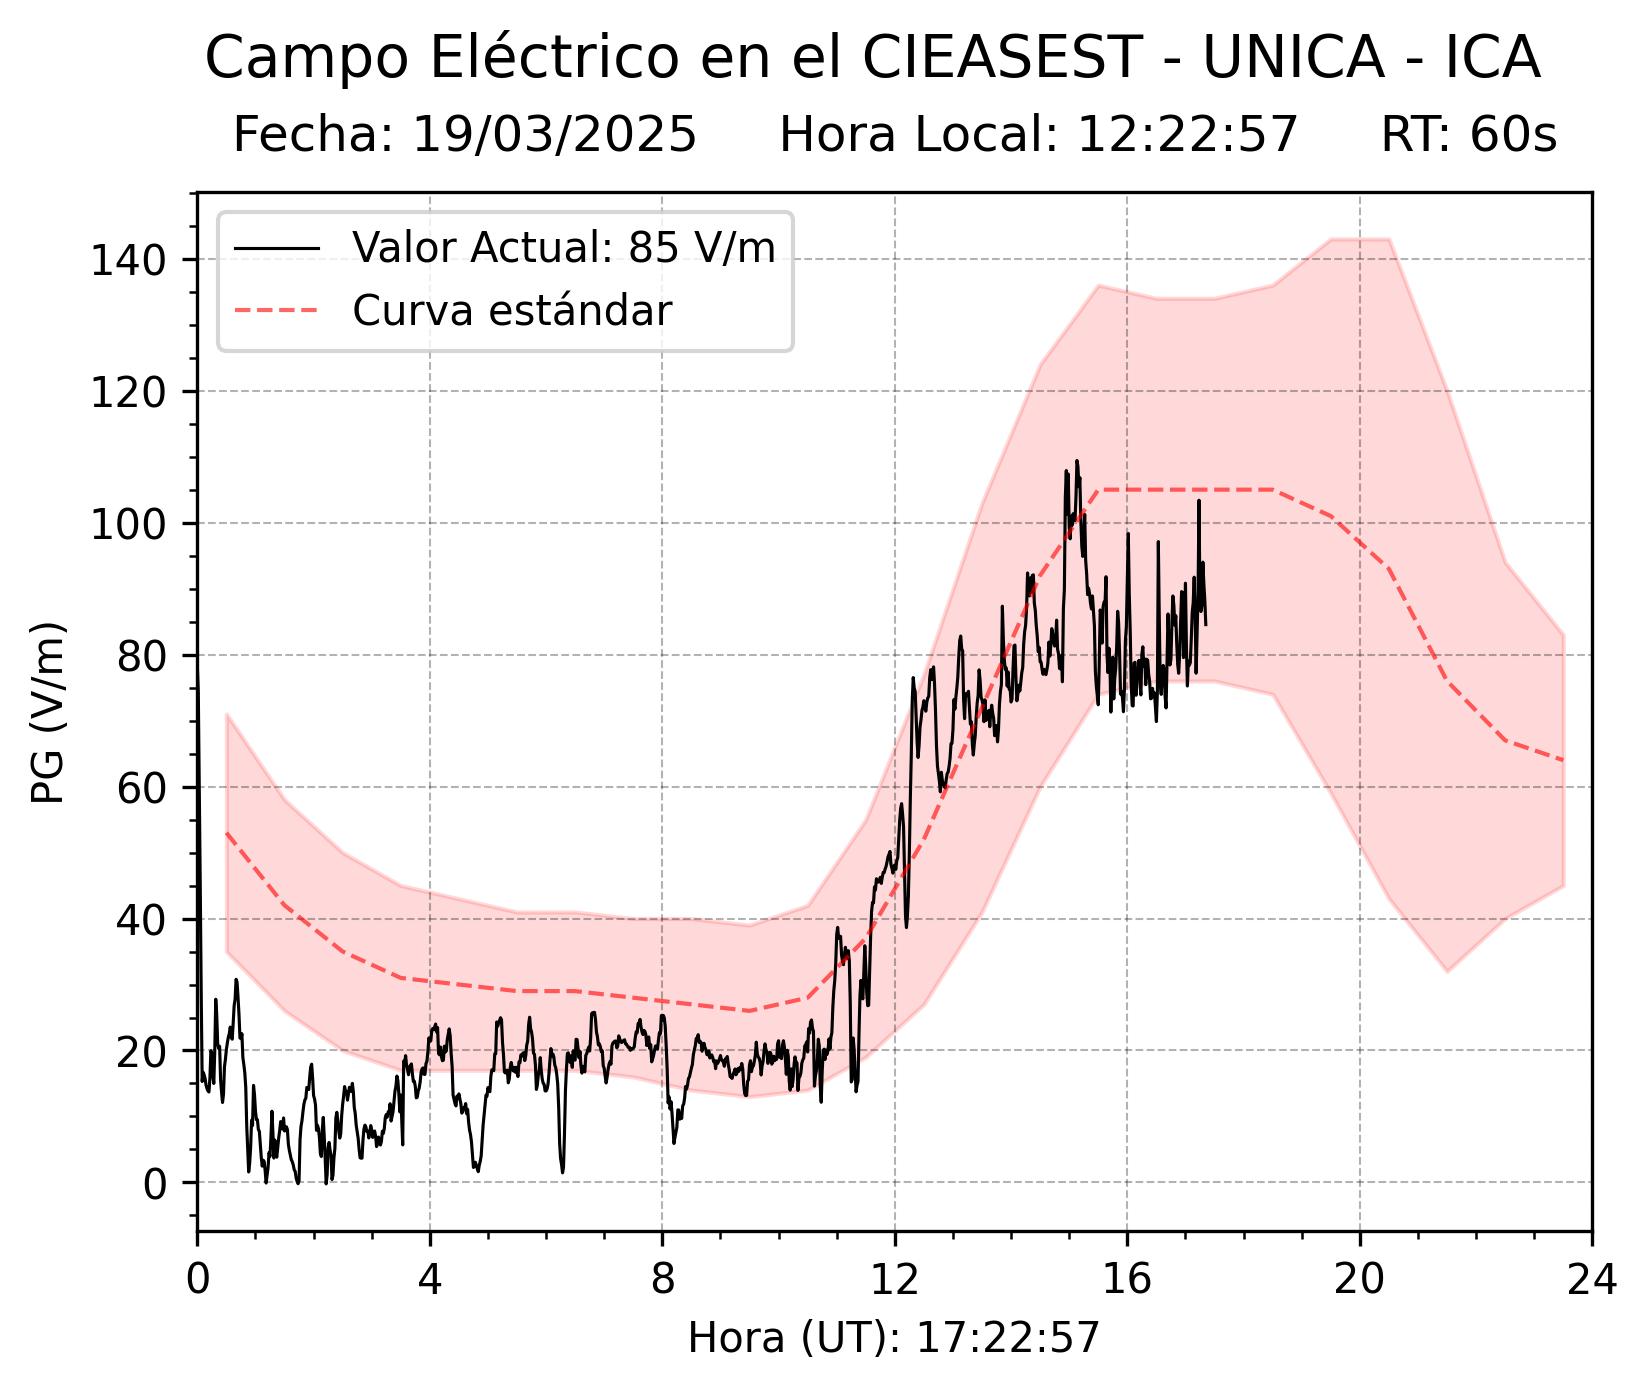 Campo Eléctrico en el CIEASEST - UNICA - ICA
Fecha: 19/03/2025 Hora Local: 12:22:57 RT: 60s
Valor Actual: 85 V/m
Curva estándar
PG (V/m)
140
120
100
80
60
40
20
0
0 4 8 12 16 20 24
Hora (UT): 17:22:57